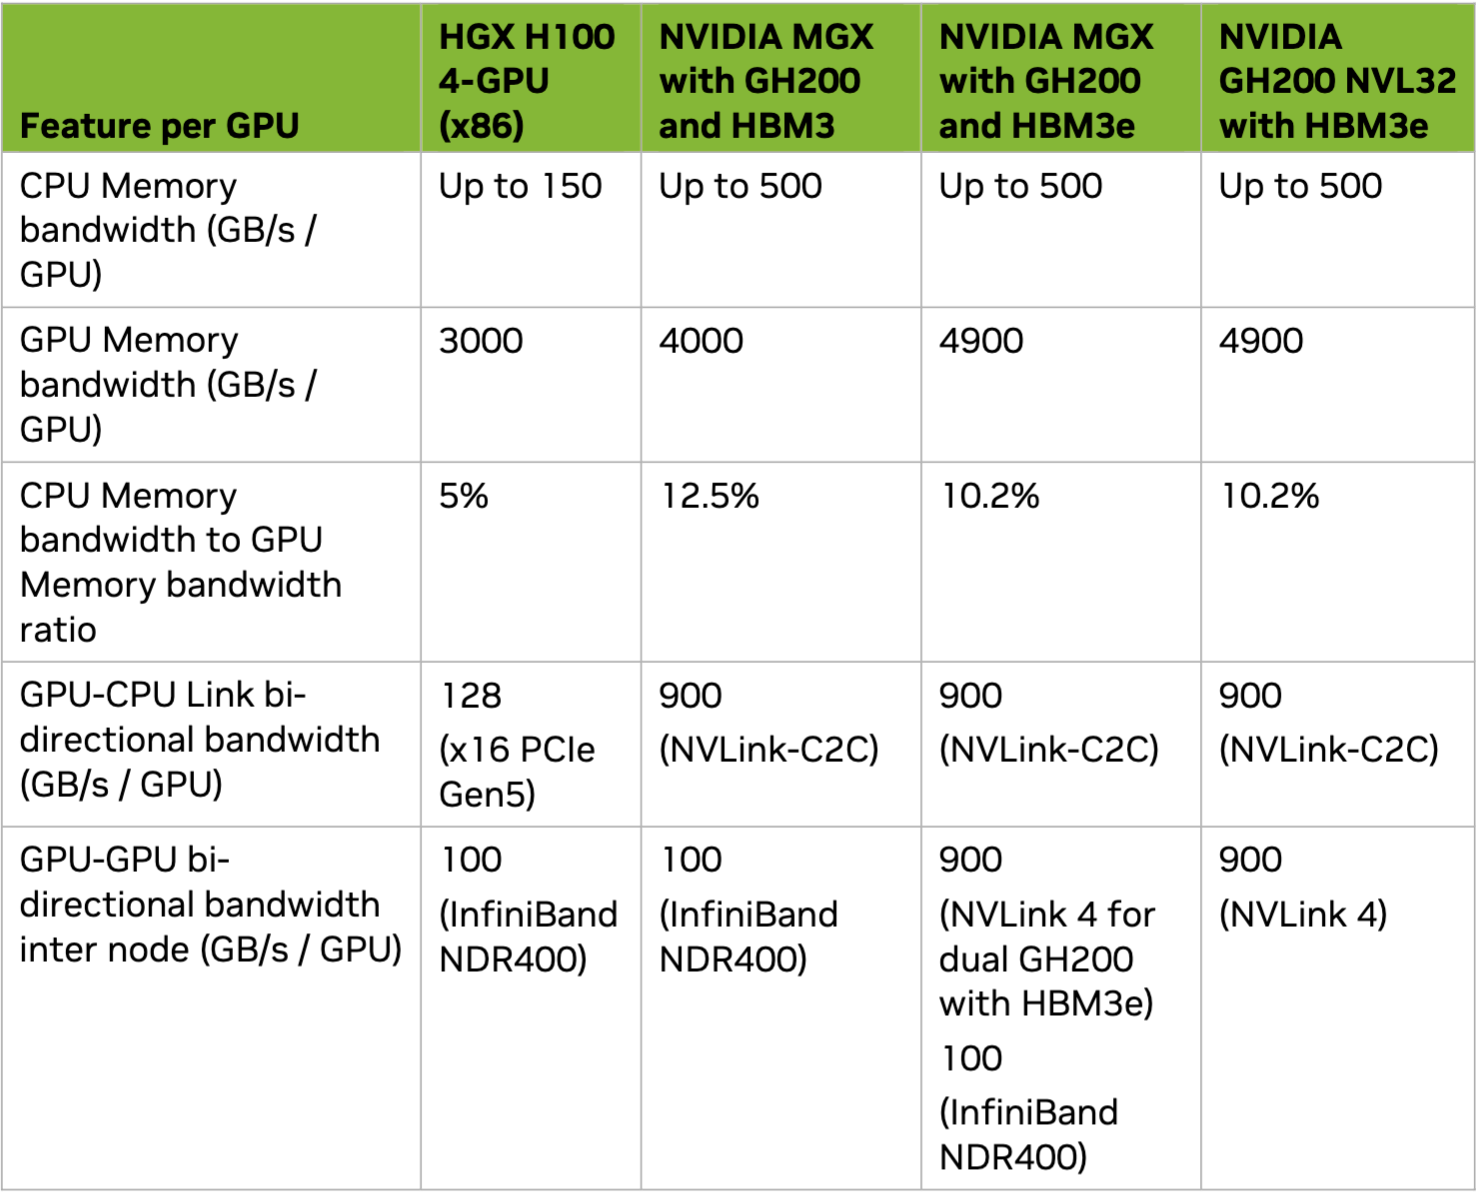 Feature per GPU
HGX H100
4-GPU
(x86)
NVIDIA MGX
with GH200
and HBM3
NVIDIA MGX
with GH200
and HBM3e
NVIDIA
GH200 NVL32
with HBM3e
CPU Memory
bandwidth (GB/s /
GPU)
Up to 150
Up to 500
Up to 500
Up to 500
GPU Memory
bandwidth (GB/s /
GPU)
3000
4000
4900
4900
CPU Memory
bandwidth to GPU
Memory bandwidth
ratio
5%
12.5%
10.2%
10.2%
GPU-CPU Link bi-
directional bandwidth
(GB/s / GPU)
128
(x16 PCIe
Gen5)
900
(NVLink-C2C)
900
(NVLink-C2C)
900
(NVLink-C2C)
GPU-GPU bi-
directional bandwidth
inter node (GB/s / GPU)
100
(InfiniBand
NDR400)
100
(InfiniBand
NDR400)
900
(NVLink 4 for
dual GH200
with HBM3e)
100
(InfiniBand
NDR400)
900
(NVLink 4)